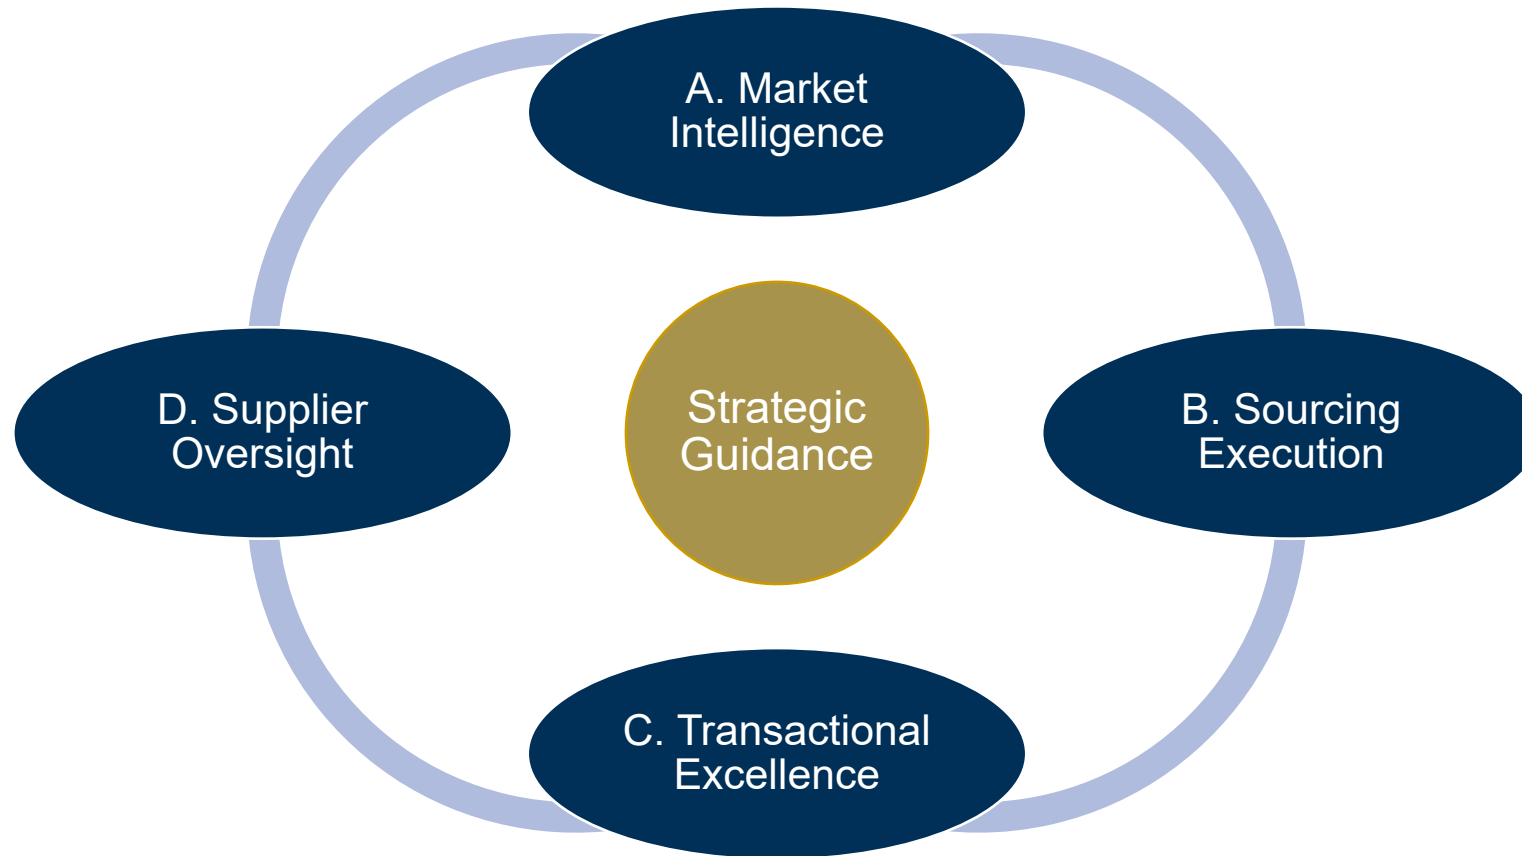 A. Market
Intelligence
D. Supplier
Oversight
Strategic
Guidance
B. Sourcing
Execution
C. Transactional
Excellence